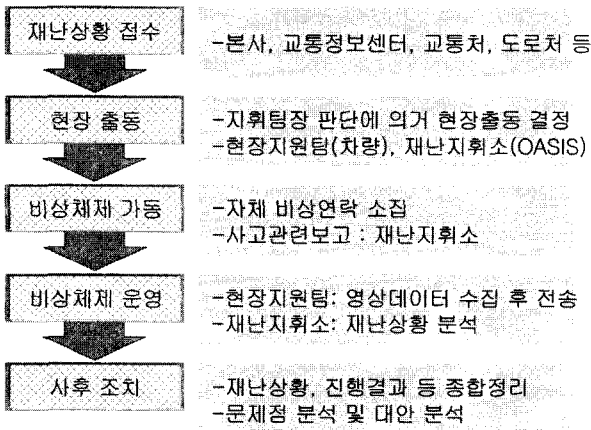 재난상황 접수
-본사, 교통정보센터, 교통처, 도로처 등
현장 출동
-지휘팀장 판단에 의거 현장출동 결정
-현장지원팀(차량), 재난지휘소(OASIS)
비상체제 가동
-자체 비상연락 소집
-사고관련보고 : 재난지휘소
비상체제 운영
-현장지원팀: 영상데이터 수집 후 전송
-재난지휘소: 재난상황 분석
사후 조치
-재난상황, 진행결과 등 종합정리
-문제점 분석 및 대안 분석